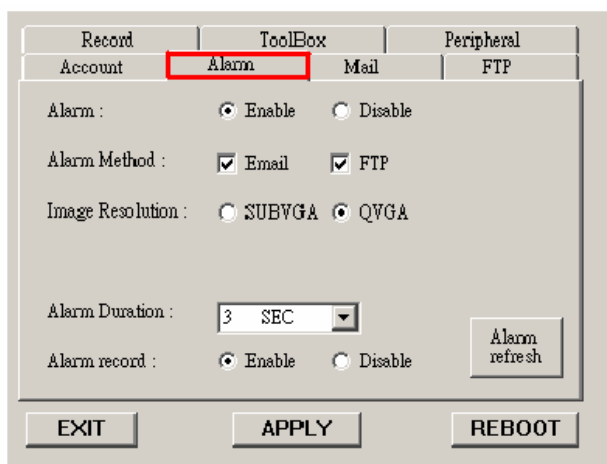 Record ToolBox Peripheral
Account Alarm Mail FTP
Alarm : Enable Disable
Alarm Method : Email FTP
Image Resolution : SUBVGA QVGA
Alarm Duration : 3 SEC
Alarm refresh
Alarm record : Enable Disable
EXIT APPLY REBOOT